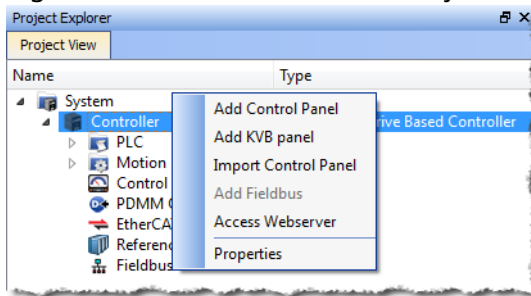 Project Explorer
Project View
Name Type
System
Controller rive Based Controller
PLC
Motion
Control
PDMM
EtherCA
Referenc
Fieldbus
Add Control Panel
Add KVB panel
Import Control Panel
Add Fieldbus
Access Webserver
Properties